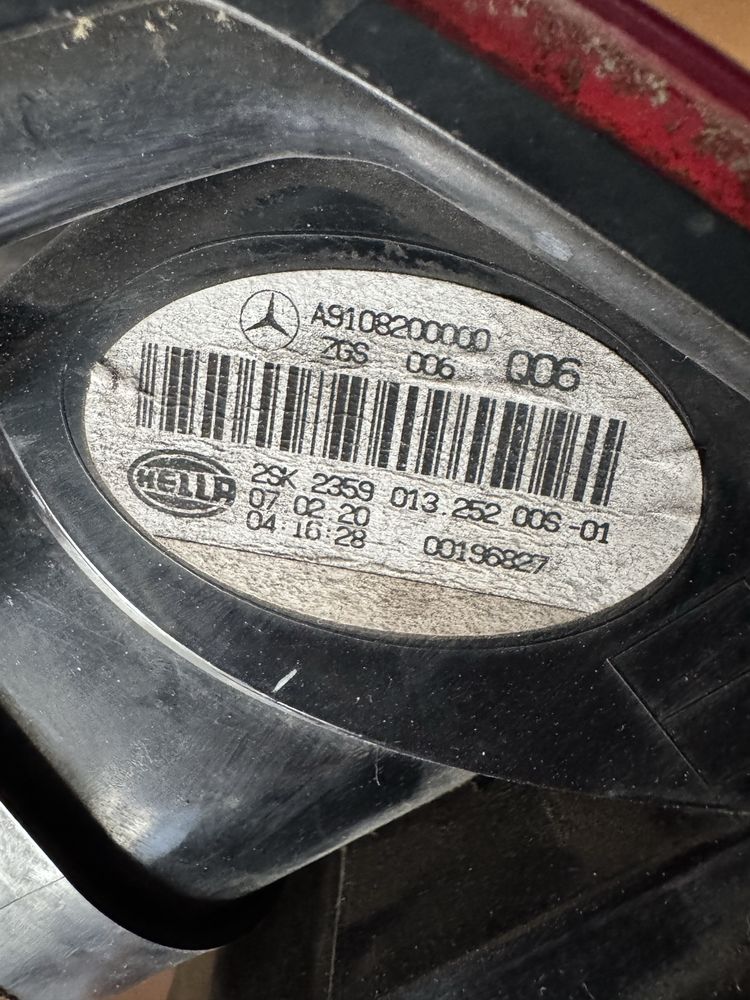 A9108200000
ZGS 006 Q06
HELLA
2SK 2359 013.252 00S-01
07 02 20
04:16:28 00196827